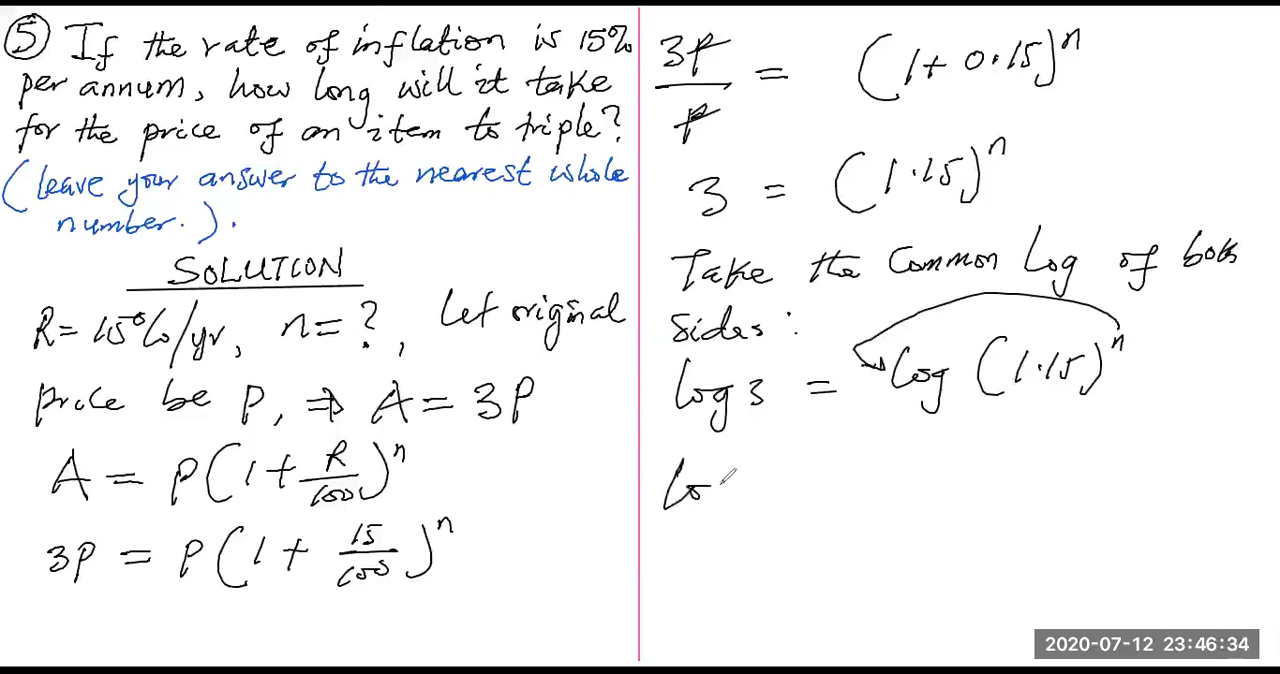 ⑤ If the rate of inflation is 15%
per annum, how long will it take
for the price of an item to triple?
(leave your answer to the nearest whole
number.).
SOLUTION
R = 15%/yr, n = ?, let original
price be P, ⇒ A = 3P
A = P(1 + R/100)^n
3P = P(1 + 15/100)^n
3P/P = (1 + 0.15)^n
3 = (1.15)^n
Take the Common Log of both
sides:
log 3 = log (1.15)^n
lo
2020-07-12 23:46:34